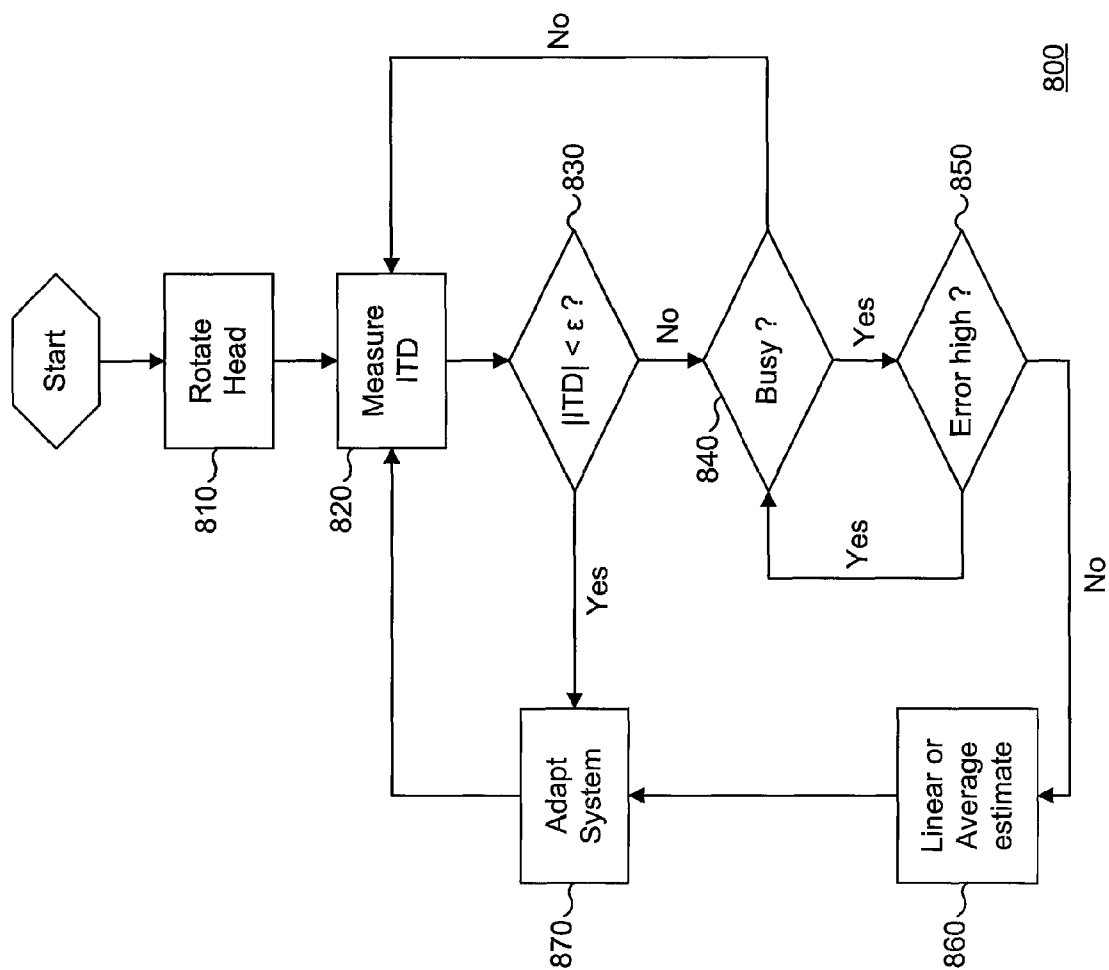 Start
810
Rotate
Head
820
Measure
ITD
No
|ITD| < ε ?
830
Yes
No
840
Busy ?
Yes
Yes
Error high ?
850
No
870
Adapt
System
860
Linear or
Average
estimate
800